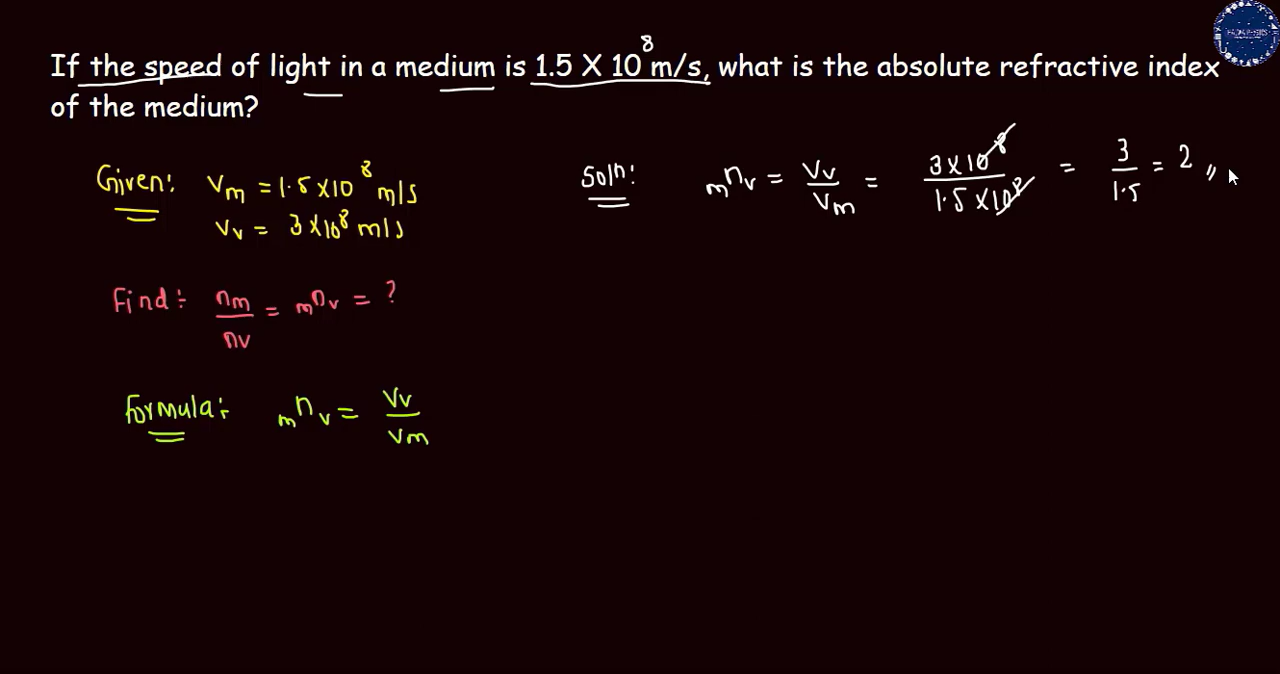 If the speed of light in a medium is 1.5 X 10⁸ m/s, what is the absolute refractive index
of the medium?
Given: Vm = 1.5 x 10⁸ m/s
Vv = 3 x 10⁸ m/s
Find: nm/nv = mnv = ?
Formula: mnv = Vv/Vm
Soln: mnv = Vv/Vm = 3 x 10⁸/1.5 x 10⁸ = 3/1.5 = 2 //